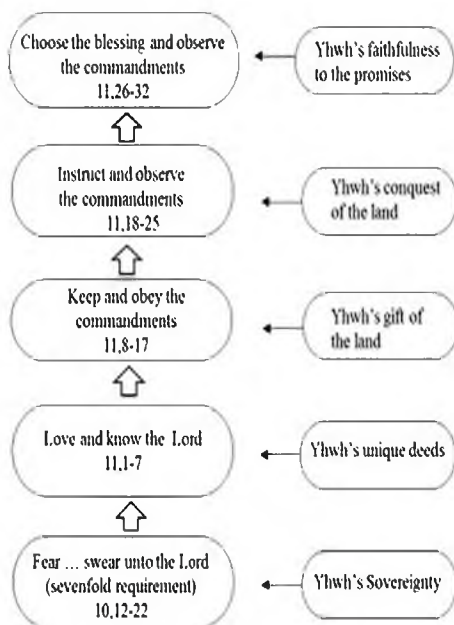 Choose the blessing and observe
the commandments
11,26-32
Yhwh's faithfulness
to the promises
Instruct and observe
the commandments
11,18-25
Yhwh's conquest
of the land
Keep and obey the
commandments
11,8-17
Yhwh's gift of
the land
Love and know the Lord
11,1-7
Yhwh's unique deeds
Fear ... swear unto the Lord
(sevenfold requirement)
10,12-22
Yhwh's Sovereignty